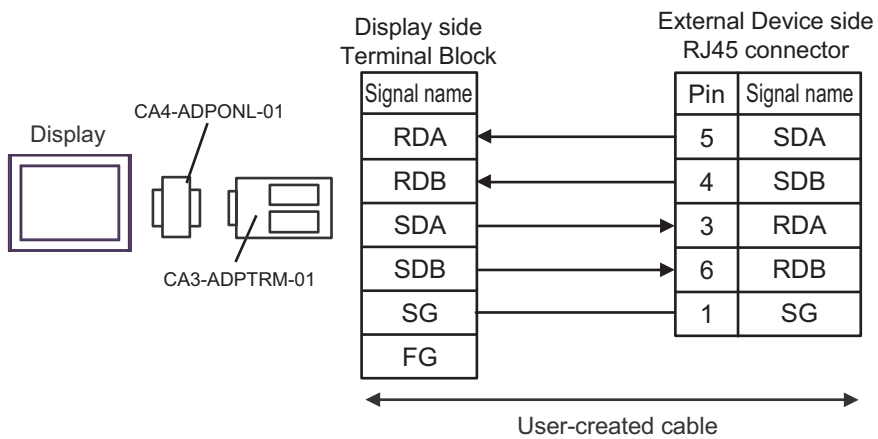 Display side
Terminal Block
External Device side
RJ45 connector
CA4-ADPONL-01
Display
CA3-ADPTRM-01
Signal name
Pin Signal name
RDA 5 SDA
RDB 4 SDB
SDA 3 RDA
SDB 6 RDB
SG 1 SG
FG
User-created cable